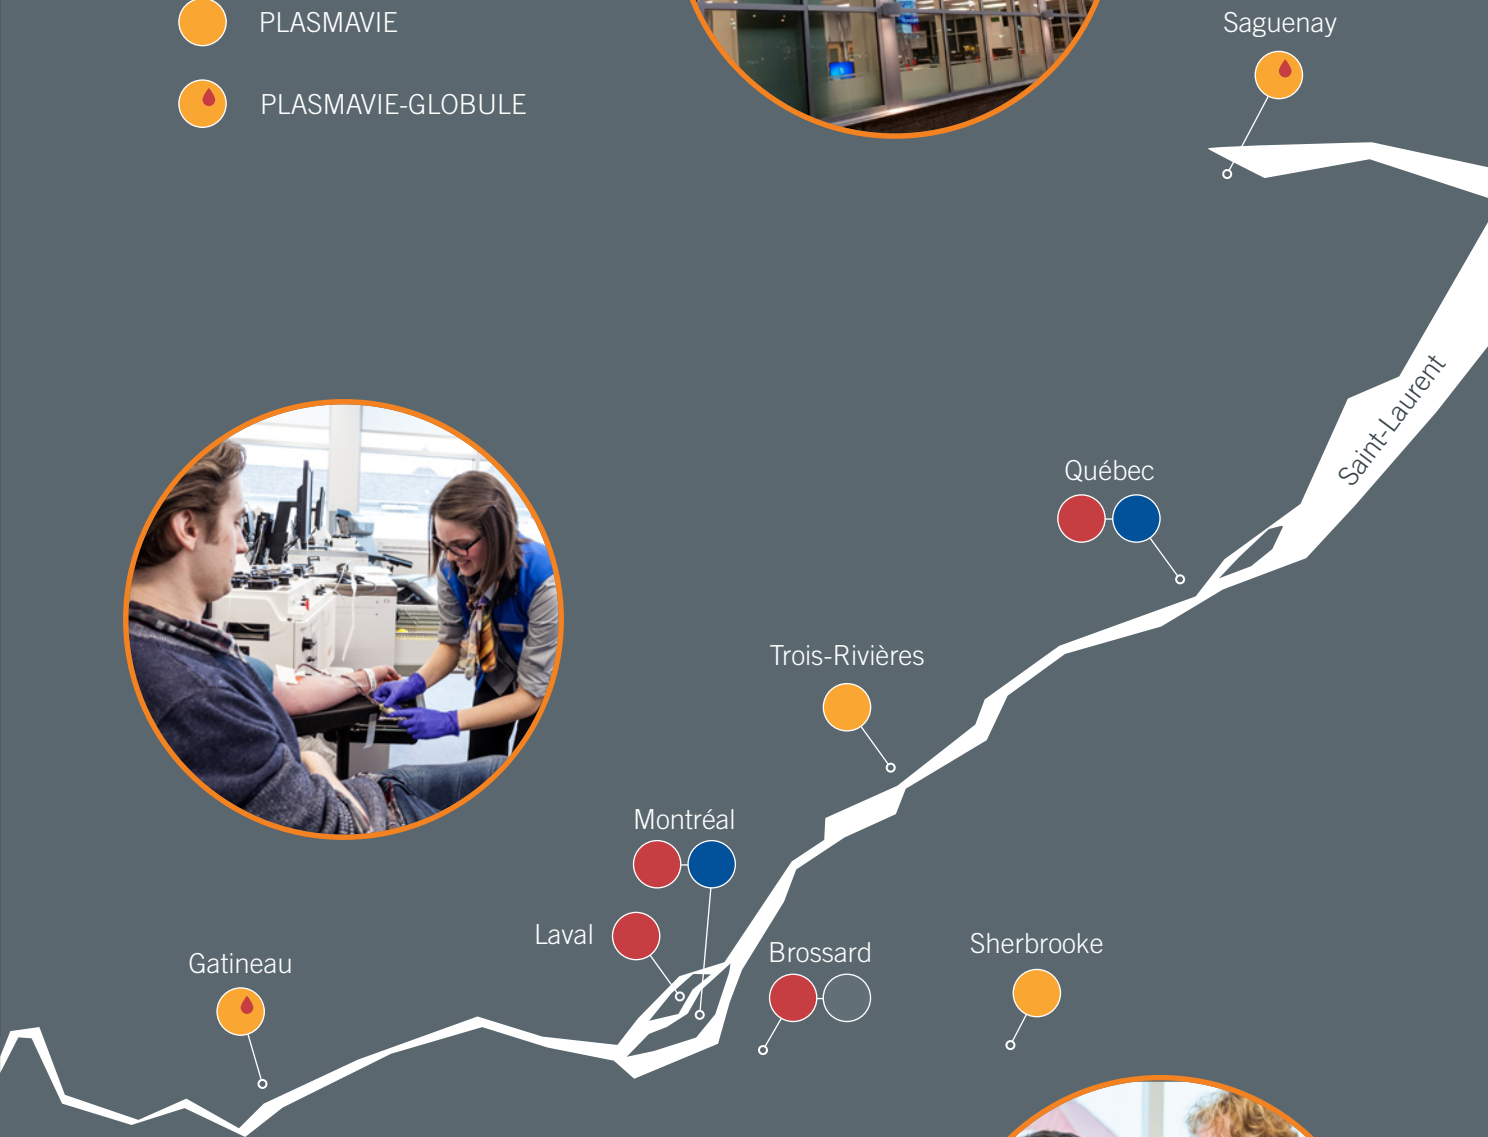 PLASMAVIE
PLASMAVIE-GLOBULE
Saguenay
Saint-Laurent
Québec
Trois-Rivières
Montréal
Laval
Brossard
Sherbrooke
Gatineau